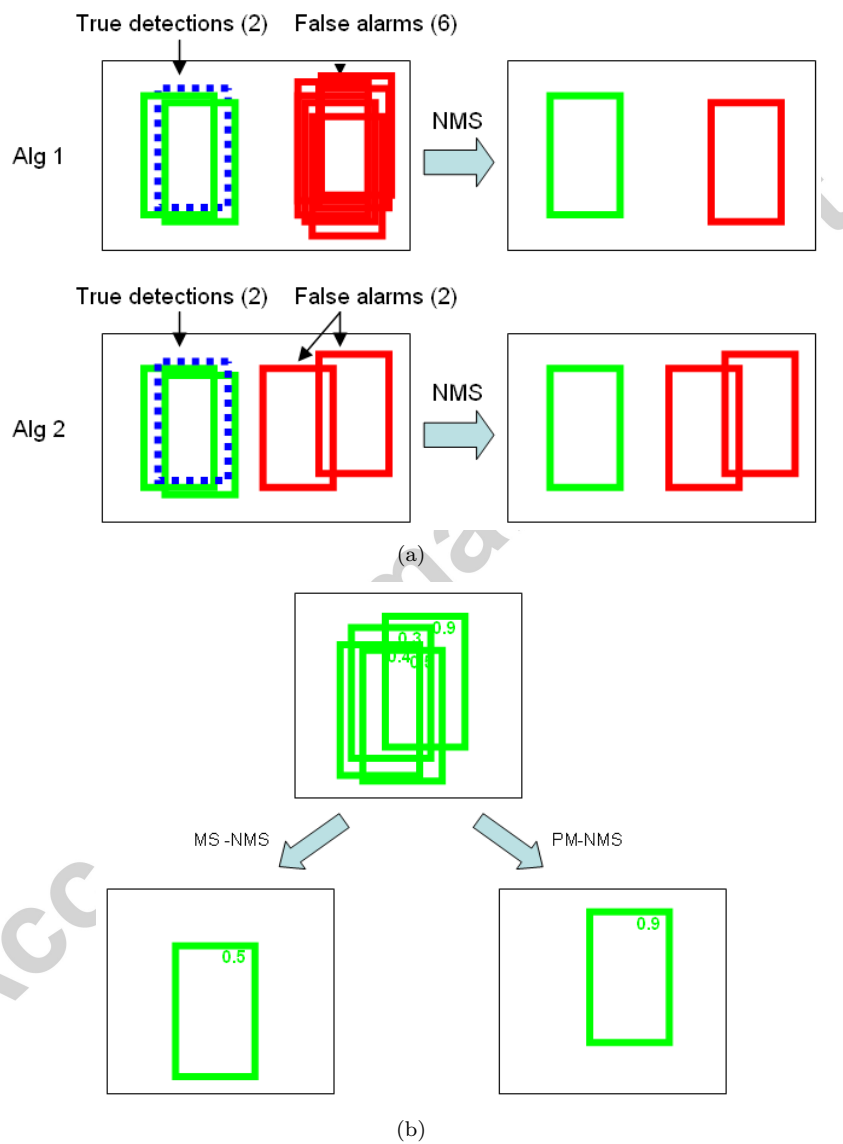 True detections (2) False alarms (6)
Alg 1
NMS
True detections (2) False alarms (2)
Alg 2
NMS
(a)
0.9
0.3
0.4
MS -NMS
PM-NMS
0.5
0.9
(b)